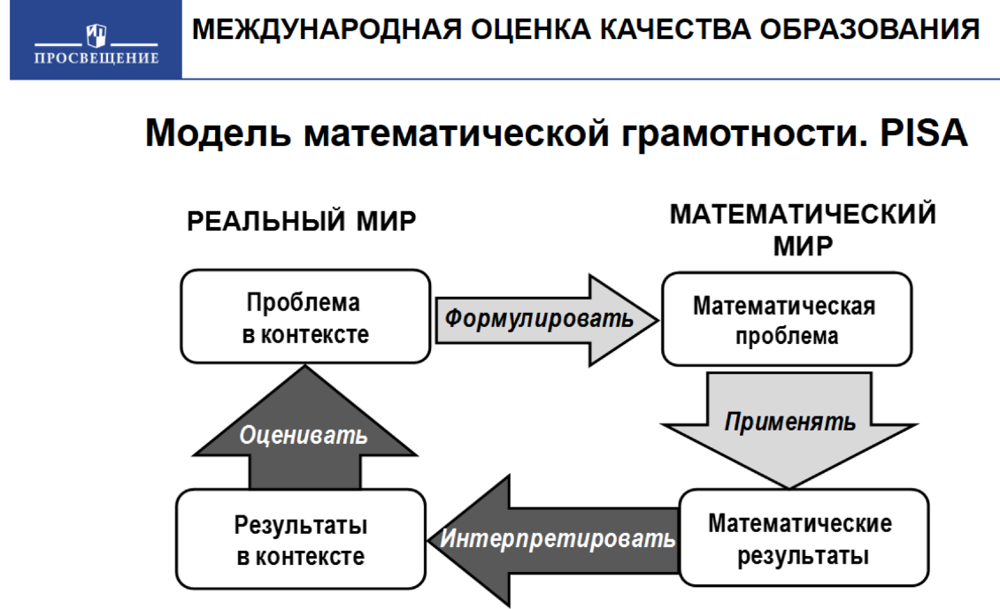 ПРОСВЕЩЕНИЕ
МЕЖДУНАРОДНАЯ ОЦЕНКА КАЧЕСТВА ОБРАЗОВАНИЯ
Модель математической грамотности. PISA
РЕАЛЬНЫЙ МИР
МАТЕМАТИЧЕСКИЙ
МИР
Проблема
в контексте
Формулировать
Математическая
проблема
Оценивать
Применять
Результаты
в контексте
Интерпретировать
Математические
результаты